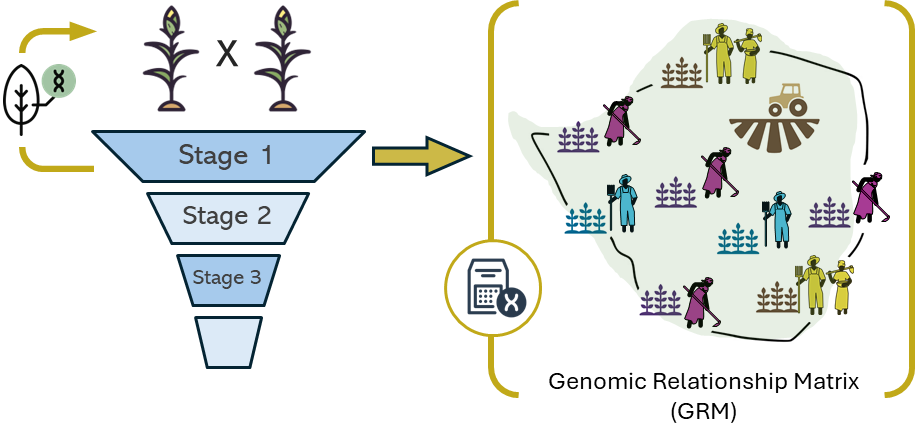 X
Stage 1
Stage 2
Stage 3
Genomic Relationship Matrix
(GRM)